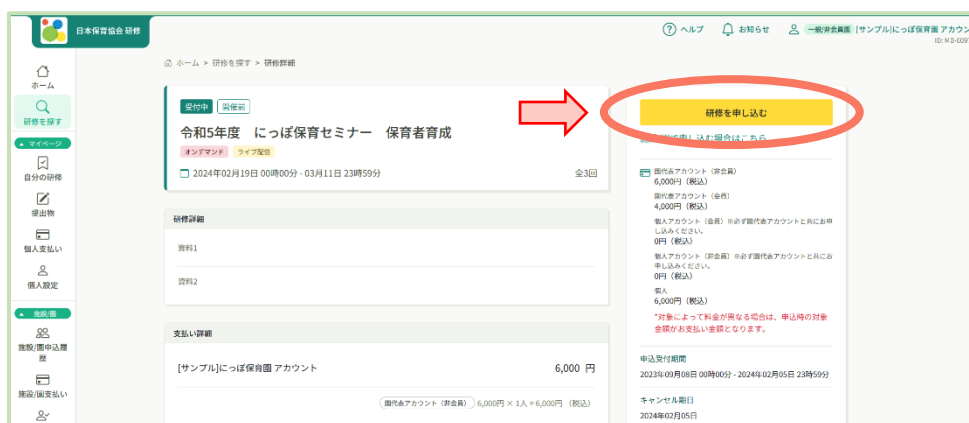 日本保育協会 研修
ヘルプ
お知らせ
一般/非会員園
[サンプル]にっぽ保育園 アカウン
ホーム
研修を探す
マイページ
自分の研修
提出物
個人支払い
個人設定
施設/園
施設/園申込履
歴
施設/園支払い
ホーム > 研修を探す > 研修詳細
受付中 開催前
令和5年度 にっぽ保育セミナー 保育者育成
オンデマンド ライブ配信
2024年02月19日 00時00分 - 03月11日 23時59分
全3回
研修詳細
資料1
資料2
支払い詳細
[サンプル]にっぽ保育園 アカウント
6,000 円
園代表アカウント（非会員） 6,000円 × 1人 = 6,000円 （税込）
研修を申し込む
申し込む場合はこちら
園代表アカウント（非会員）
6,000円（税込）
園代表アカウント（会員）
4,000円（税込）
個人アカウント（会員）※必ず園代表アカウントと共にお申
し込みください。
0円（税込）
個人アカウント（非会員）※必ず園代表アカウントと共にお
申し込みください。
0円（税込）
個人
6,000円（税込）
*対象によって料金が異なる場合は、申込時の対象
金額がお支払い金額となります。
申込受付期間
2023年09月08日 00時00分 - 2024年02月05日 23時59分
キャンセル期日
2024年02月05日